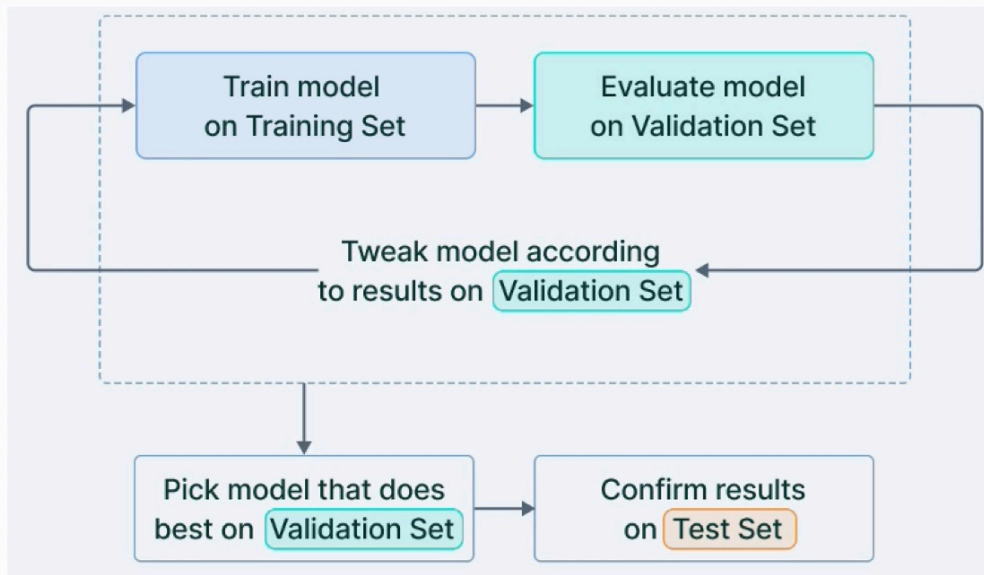 Train model
on Training Set
Evaluate model
on Validation Set
Tweak model according
to results on Validation Set
Pick model that does
best on Validation Set
Confirm results
on Test Set